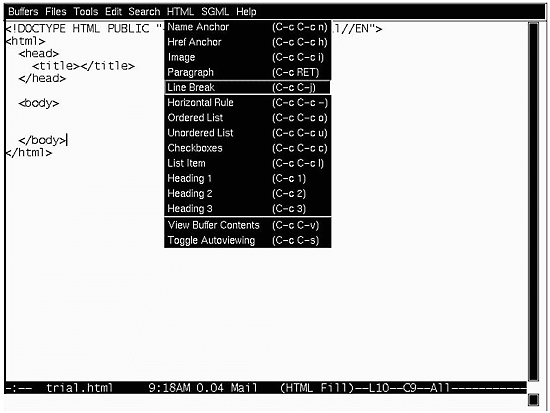 Buffers Files Tools Edit Search HTML SGML Help
<!DOCTYPE HTML PUBLIC "- l//EN">
<html>
<head>
<title></title>
</head>
<body>
</body>
</html>
Name Anchor (C-c C-c n)
Href Anchor (C-c C-c h)
Image (C-c C-c i)
Paragraph (C-c RET)
Line Break (C-c C-j)
Horizontal Rule (C-c C-c -)
Ordered List (C-c C-c o)
Unordered List (C-c C-c u)
Checkboxes (C-c C-c c)
List Item (C-c C-c l)
Heading 1 (C-c 1)
Heading 2 (C-c 2)
Heading 3 (C-c 3)
View Buffer Contents (C-c C-v)
Toggle Autoviewing (C-c C-s)
-:-- trial.html 9:18AM 0.04 Mail (HTML Fill)--L10--C9--All-----------